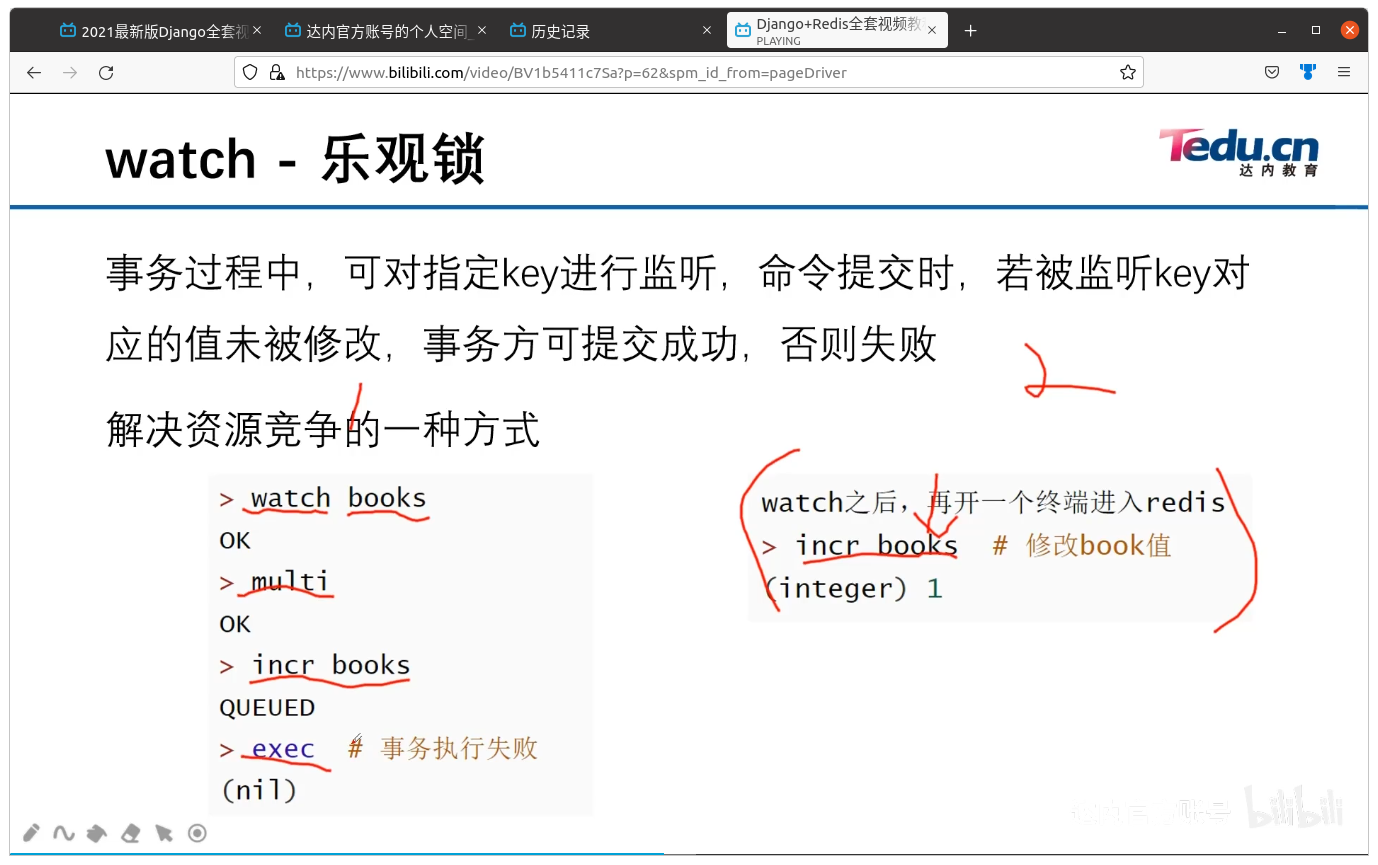 2021最新版Django全套视
达内官方账号的个人空间_
历史记录
Django+Redis全套视频教
PLAYING
https://www.bilibili.com/video/BV1b5411c7Sa?p=62&spm_id_from=pageDriver
watch - 乐观锁
Tedu.cn
达内教育
事务过程中，可对指定key进行监听，命令提交时，若被监听key对
应的值未被修改，事务方可提交成功，否则失败
解决资源竞争的一种方式
1
2
> watch books
OK
> multi
OK
> incr books
QUEUED
> exec # 事务执行失败
(nil)
watch之后，再开一个终端进入redis
> incr books # 修改book值
(integer) 1
达内官方账号 bilibili